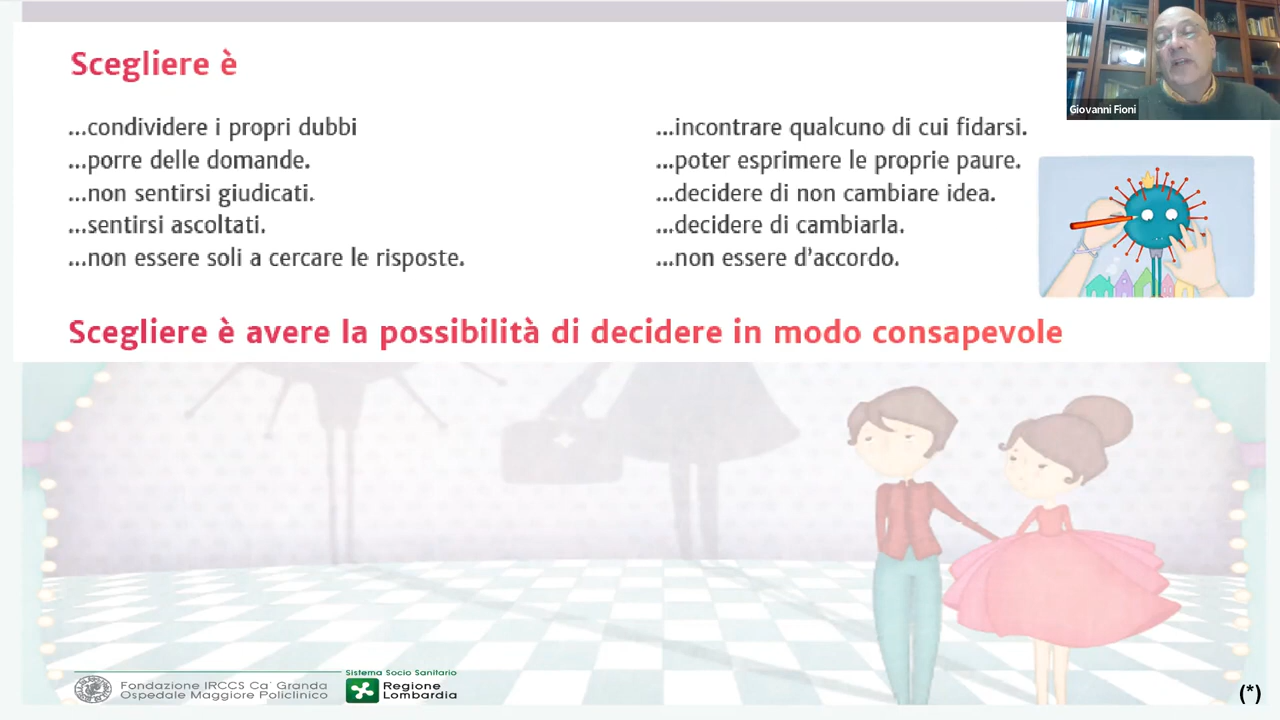 Scegliere è
...condividere i propri dubbi
...porre delle domande.
...non sentirsi giudicati.
...sentirsi ascoltati.
...non essere soli a cercare le risposte.
...incontrare qualcuno di cui fidarsi.
...poter esprimere le proprie paure.
...decidere di non cambiare idea.
...decidere di cambiarla.
...non essere d'accordo.
Giovanni Fioni
Scegliere è avere la possibilità di decidere in modo consapevole
Fondazione IRCCS Ca' Granda
Ospedale Maggiore Policlinico
Sistema Socio Sanitario
Regione
Lombardia
(*)